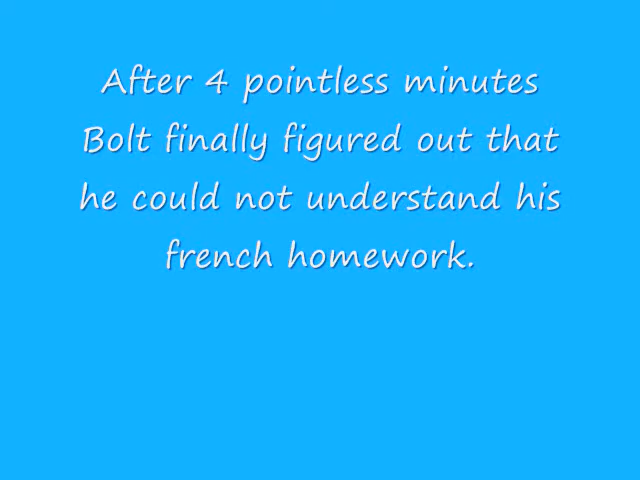 After 4 pointless minutes
Bolt finally figured out that
he could not understand his
french homework.